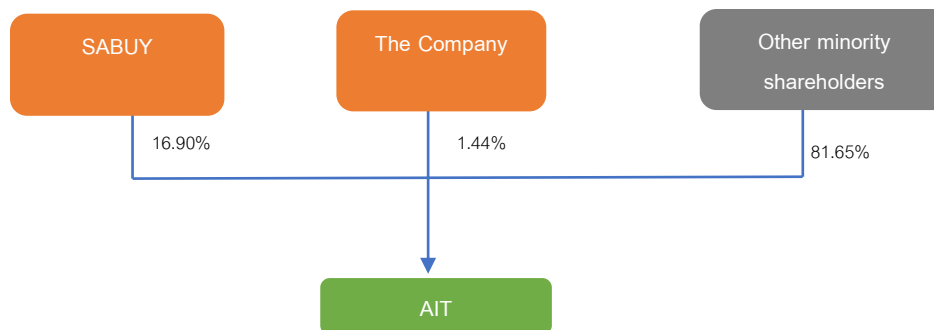 SABUY
The Company
Other minority
shareholders
16.90%
1.44%
81.65%
AIT